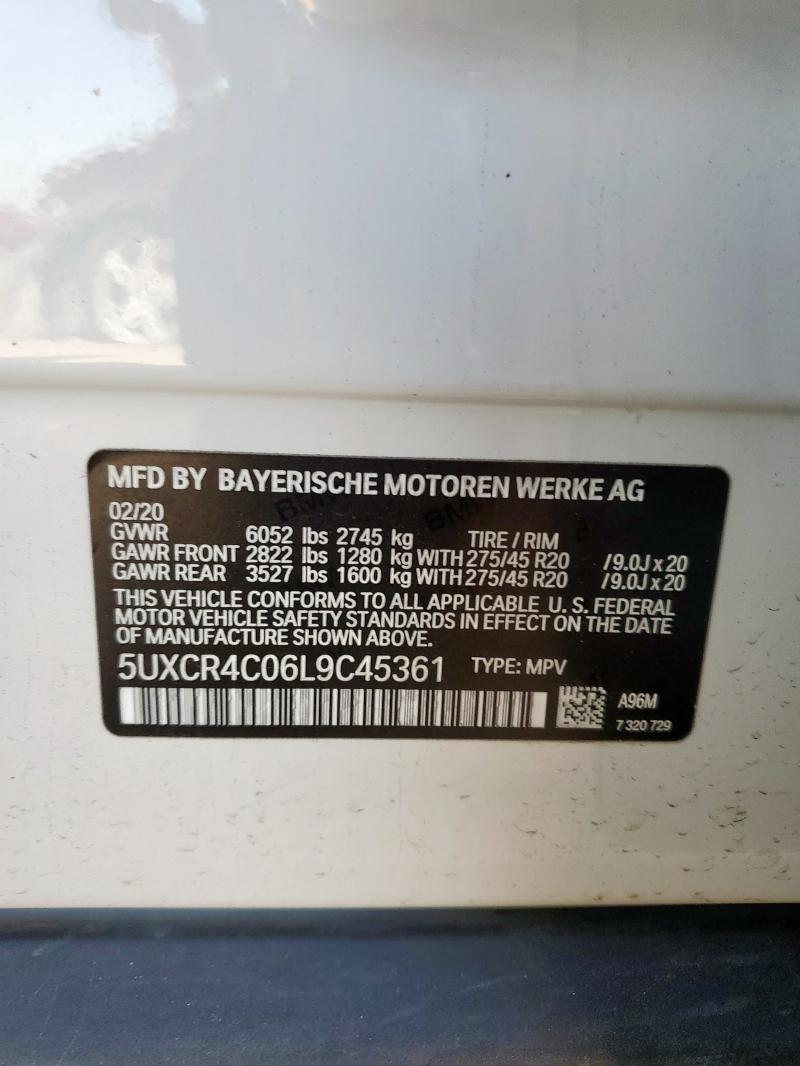 MFD BY BAYERISCHE MOTOREN WERKE AG
02/20
GVWR 6052 lbs 2745 kg TIRE / RIM
GAWR FRONT 2822 lbs 1280 kg WITH 275/45 R20 /9.0J x 20
GAWR REAR 3527 lbs 1600 kg WITH 275/45 R20 /9.0J x 20
THIS VEHICLE CONFORMS TO ALL APPLICABLE U. S. FEDERAL
MOTOR VEHICLE SAFETY STANDARDS IN EFFECT ON THE DATE
OF MANUFACTURE SHOWN ABOVE.
5UXCR4C06L9C45361 TYPE: MPV
A96M
7 320 729